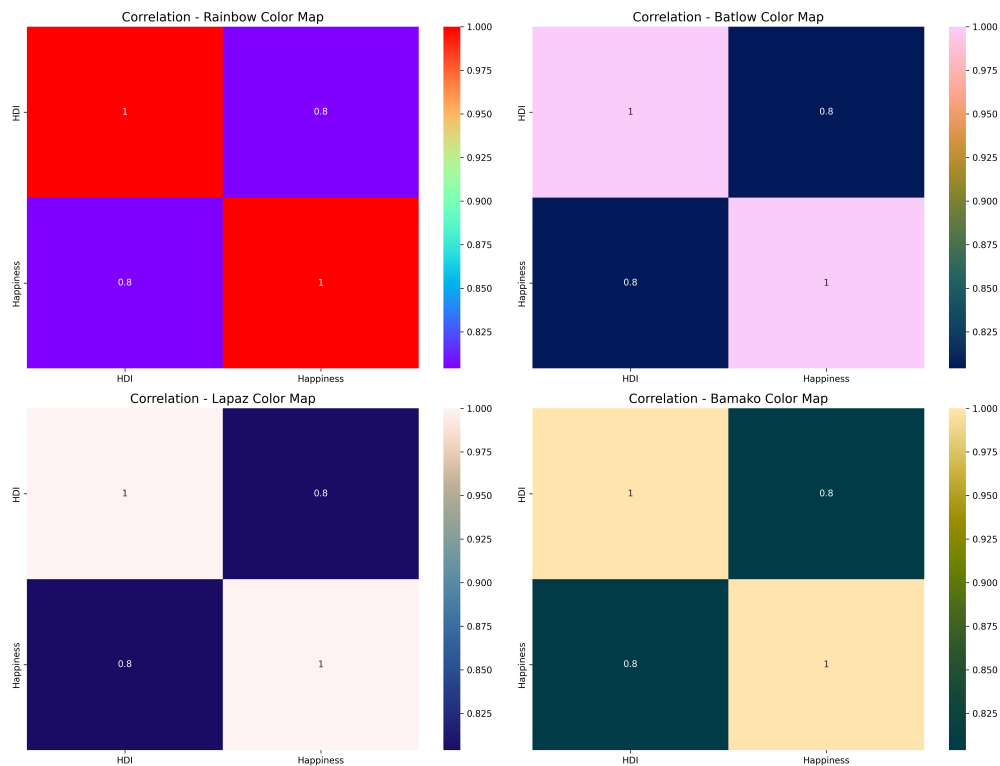 Correlation - Rainbow Color Map
HDI
Happiness
1
0.8
0.8
1
HDI
Happiness
1.000
0.975
0.950
0.925
0.900
0.875
0.850
0.825
Correlation - Batlow Color Map
HDI
Happiness
1
0.8
0.8
1
HDI
Happiness
1.000
0.975
0.950
0.925
0.900
0.875
0.850
0.825
Correlation - Lapaz Color Map
HDI
Happiness
1
0.8
0.8
1
HDI
Happiness
1.000
0.975
0.950
0.925
0.900
0.875
0.850
0.825
Correlation - Bamako Color Map
HDI
Happiness
1
0.8
0.8
1
HDI
Happiness
1.000
0.975
0.950
0.925
0.900
0.875
0.850
0.825